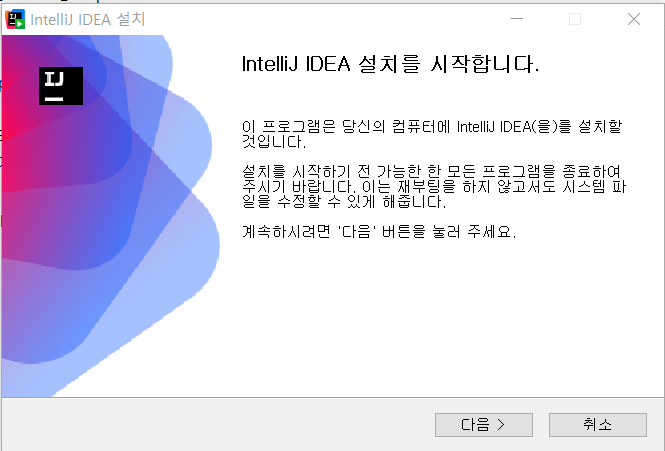 IntelliJ IDEA 설치
IJ
IntelliJ IDEA 설치를 시작합니다.
이 프로그램은 당신의 컴퓨터에 IntelliJ IDEA(을)를 설치할
것입니다.
설치를 시작하기 전 가능한 한 모든 프로그램을 종료하여
주시기 바랍니다. 이는 재부팅을 하지 않고서도 시스템 파
일을 수정할 수 있게 해줍니다.
계속하시려면 '다음' 버튼을 눌러 주세요.
다음 >
취소